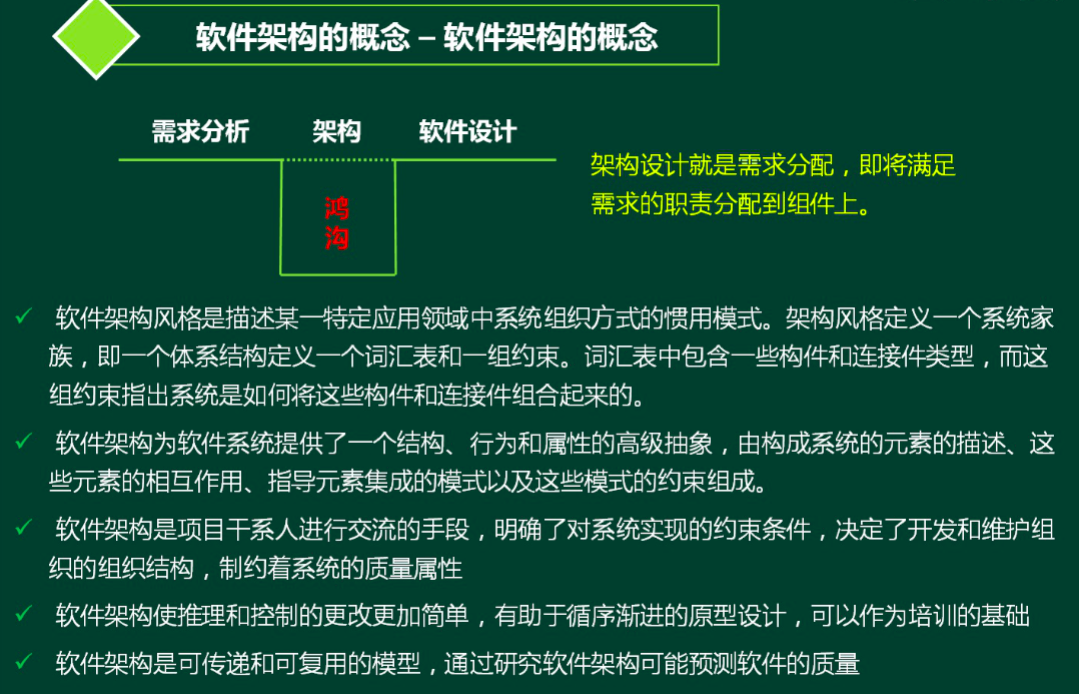 软件架构的概念 – 软件架构的概念
需求分析 架构 软件设计
鸿
沟
架构设计就是需求分配，即将满足
需求的职责分配到组件上。
✓ 软件架构风格是描述某一特定应用领域中系统组织方式的惯用模式。架构风格定义一个系统家
族，即一个体系结构定义一个词汇表和一组约束。词汇表中包含一些构件和连接件类型，而这
组约束指出系统是如何将这些构件和连接件组合起来的。
✓ 软件架构为软件系统提供了一个结构、行为和属性的高级抽象，由构成系统的元素的描述、这
些元素的相互作用、指导元素集成的模式以及这些模式的约束组成。
✓ 软件架构是项目干系人进行交流的手段，明确了对系统实现的约束条件，决定了开发和维护组
织的组织结构，制约着系统的质量属性
✓ 软件架构使推理和控制的更改更加简单，有助于循序渐进的原型设计，可以作为培训的基础
✓ 软件架构是可传递和可复用的模型，通过研究软件架构可能预测软件的质量